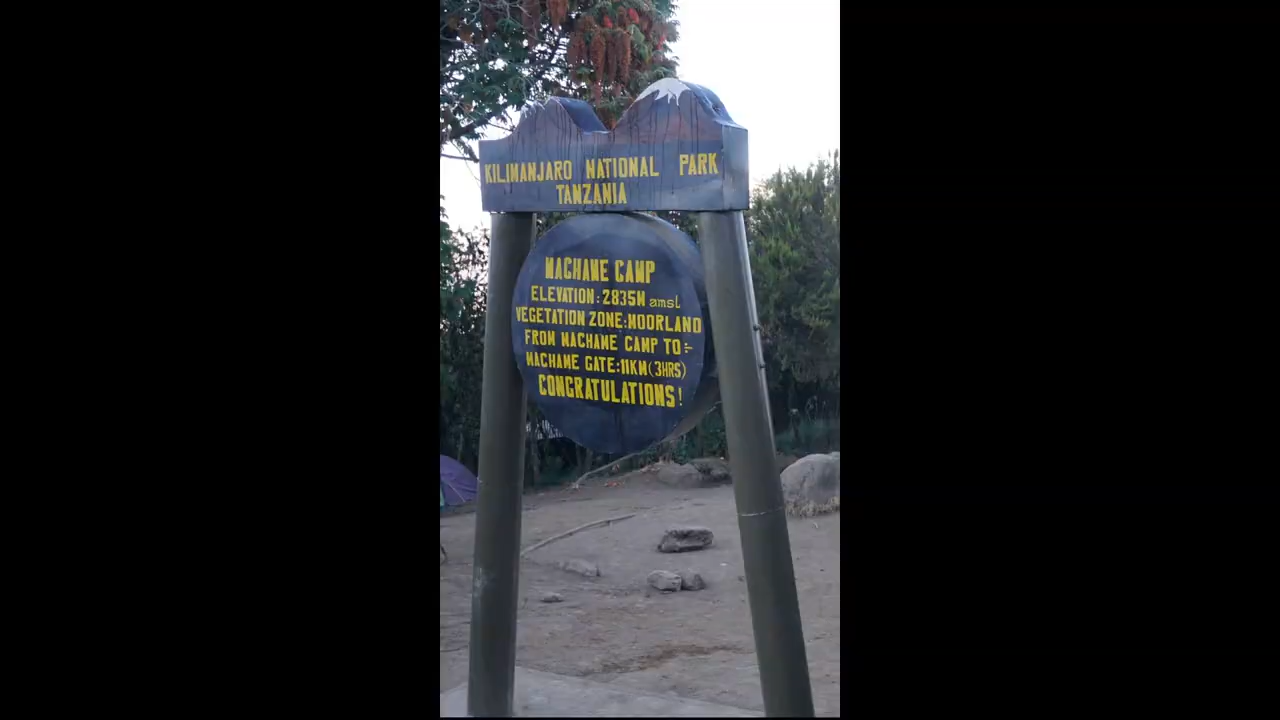 KILIMANJARO NATIONAL PARK
TANZANIA
MACHAME CAMP
ELEVATION: 2835M amsl
VEGETATION ZONE: MOORLAND
FROM MACHAME CAMP TO:-
MACHAME GATE: 11KM (3HRS)
CONGRATULATIONS!